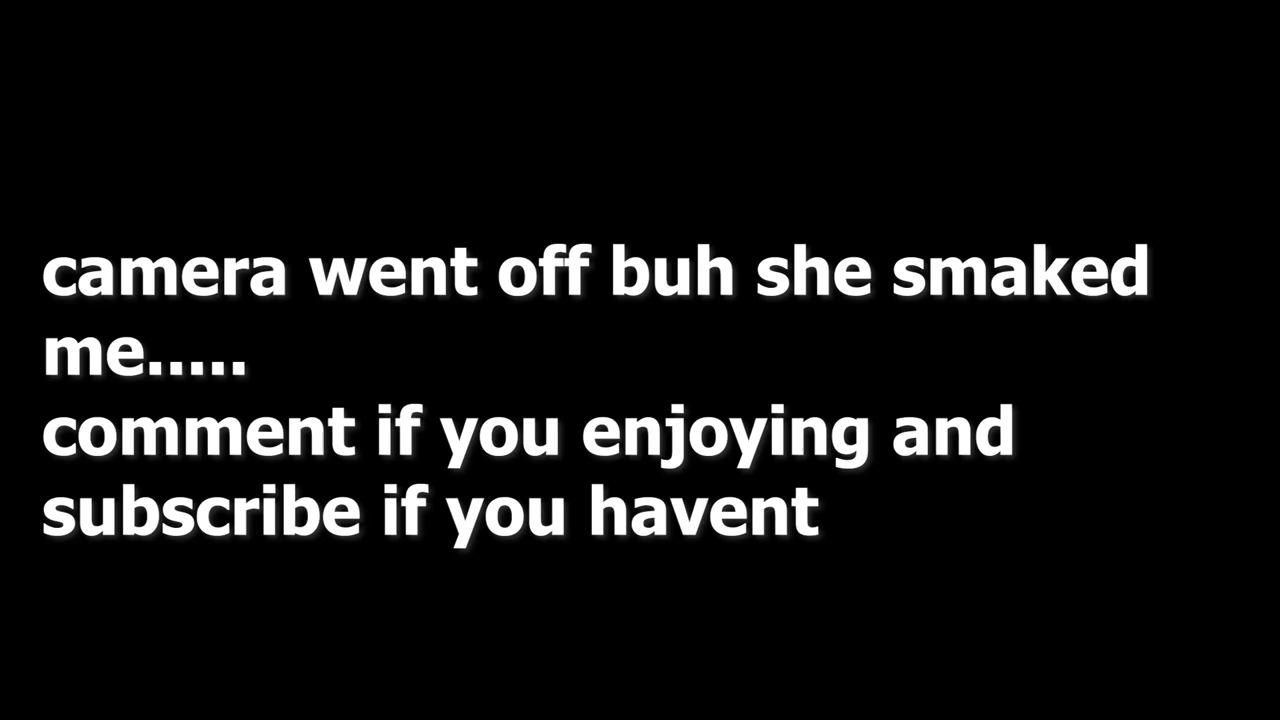 camera went off buh she smaked
me.....
comment if you enjoying and
subscribe if you havent